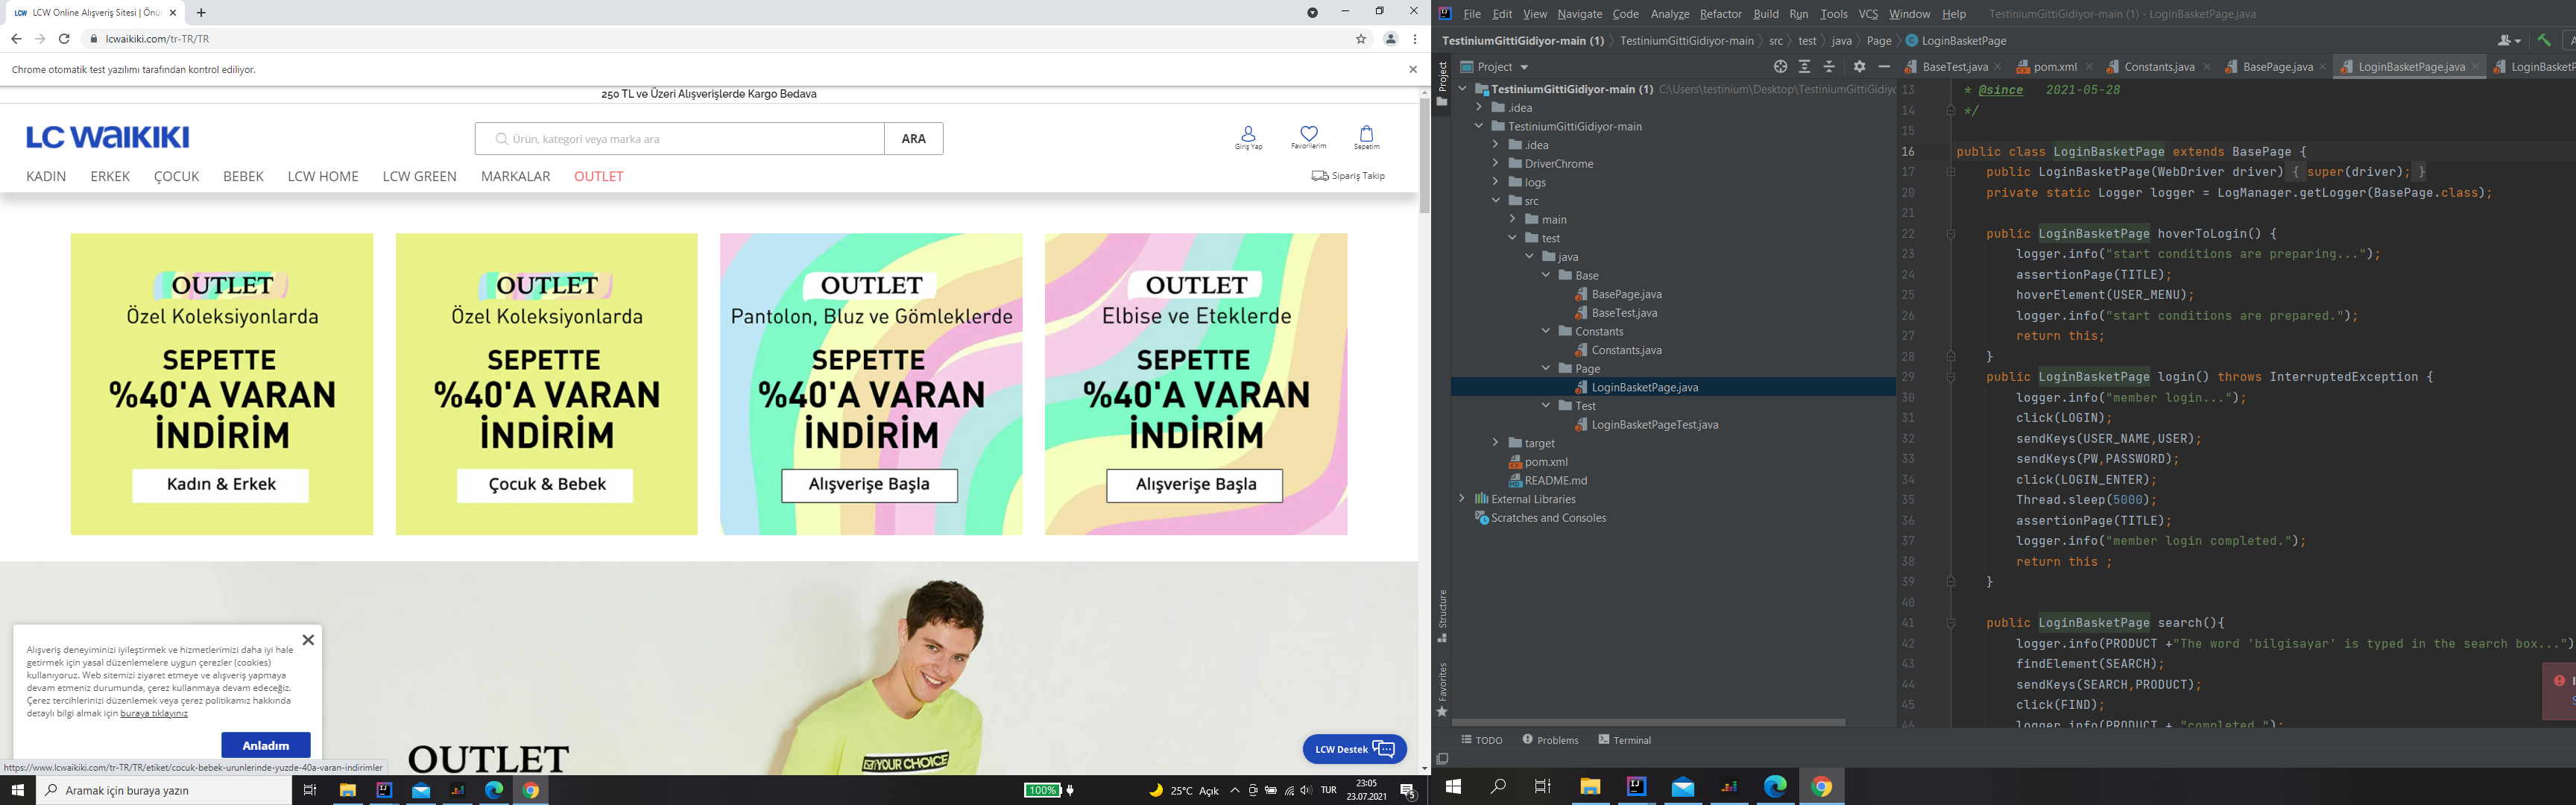 LCW LCW Online Alışveriş Sitesi | Önü
lcwaikiki.com/tr-TR/TR
Chrome otomatik test yazılımı tarafından kontrol ediliyor.
250 TL ve Üzeri Alışverişlerde Kargo Bedava
LC WAIKIKI
Ürün, kategori veya marka ara
ARA
Giriş Yap
Favorilerim
Sepetim
KADIN ERKEK ÇOCUK BEBEK LCW HOME LCW GREEN MARKALAR OUTLET
Sipariş Takip
OUTLET
Özel Koleksiyonlarda
SEPETTE
%40'A VARAN
İNDİRİM
Kadın & Erkek
OUTLET
Özel Koleksiyonlarda
SEPETTE
%40'A VARAN
İNDİRİM
Çocuk & Bebek
OUTLET
Pantolon, Bluz ve Gömleklerde
SEPETTE
%40'A VARAN
İNDİRİM
Alışverişe Başla
OUTLET
Elbise ve Eteklerde
SEPETTE
%40'A VARAN
İNDİRİM
Alışverişe Başla
Alışveriş deneyiminizi iyileştirmek ve hizmetlerimizi daha iyi hale
getirmek için yasal düzenlemelere uygun çerezler (cookies)
kullanıyoruz. Web sitemizi ziyaret etmeye ve alışveriş yapmaya
devam etmeniz durumunda, çerez kullanmaya devam edeceğiz.
Çerez tercihlerinizi düzenlemek veya çerez politikamız hakkında
detaylı bilgi almak için buraya tıklayınız
Anladım
OUTLET
YOUR CHOICE
LCW Destek
https://www.lcwaikiki.com/tr-TR/TR/etiket/cocuk-bebek-urunlerinde-yuzde-40a-varan-indirimler
Aramak için buraya yazın
100%
25°C Açık
TUR
23:05
23.07.2021
5
File Edit View Navigate Code Analyze Refactor Build Run Tools VCS Window Help TestiniumGittiGidiyor-main (1) - LoginBasketPage.java
TestiniumGittiGidiyor-main (1) TestiniumGittiGidiyor-main src test java Page LoginBasketPage
Project
Project
BaseTest.java pom.xml Constants.java BasePage.java LoginBasketPage.java LoginBasketP
TestiniumGittiGidiyor-main (1) C:\Users\testinium\Desktop\TestiniumGittiGidiyo
.idea
TestiniumGittiGidiyor-main
.idea
DriverChrome
logs
src
main
test
java
Base
BasePage.java
BaseTest.java
Constants
Constants.java
Page
LoginBasketPage.java
Test
LoginBasketPageTest.java
target
pom.xml
README.md
External Libraries
Scratches and Consoles
Structure
Favorites
13 * @since 2021-05-28
14 */
15
16 public class LoginBasketPage extends BasePage {
17 public LoginBasketPage(WebDriver driver) { super(driver); }
20 private static Logger logger = LogManager.getLogger(BasePage.class);
21
22 public LoginBasketPage hoverToLogin() {
23 logger.info("start conditions are preparing...");
24 assertionPage(TITLE);
25 hoverElement(USER_MENU);
26 logger.info("start conditions are prepared.");
27 return this;
28 }
29 public LoginBasketPage login() throws InterruptedException {
30 logger.info("member login...");
31 click(LOGIN);
32 sendKeys(USER_NAME,USER);
33 sendKeys(PW,PASSWORD);
34 click(LOGIN_ENTER);
35 Thread.sleep(5000);
36 assertionPage(TITLE);
37 logger.info("member login completed.");
38 return this ;
39 }
40
41 public LoginBasketPage search(){
42 logger.info(PRODUCT +"The word 'bilgisayar' is typed in the search box...")
43 findElement(SEARCH);
44 sendKeys(SEARCH,PRODUCT);
45 click(FIND);
46 logger.info(PRODUCT + "completed.");
TODO Problems Terminal